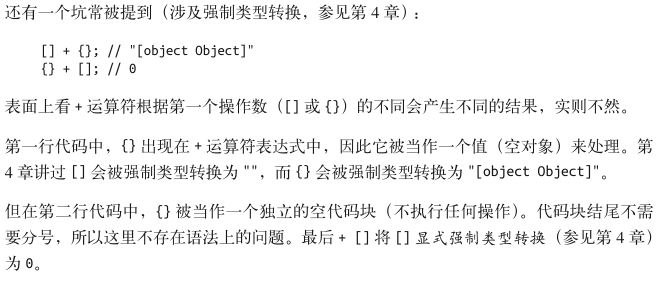 还有一个坑常被提到（涉及强制类型转换，参见第 4 章）：
[] + {}; // "[object Object]"
{} + []; // 0
表面上看 + 运算符根据第一个操作数（[] 或 {}）的不同会产生不同的结果，实则不然。
第一行代码中，{} 出现在 + 运算符表达式中，因此它被当作一个值（空对象）来处理。第
4 章讲过 [] 会被强制类型转换为 ""，而 {} 会被强制类型转换为 "[object Object]"。
但在第二行代码中，{} 被当作一个独立的空代码块（不执行任何操作）。代码块结尾不需
要分号，所以这里不存在语法上的问题。最后 + [] 将 [] 显式强制类型转换（参见第 4 章）
为 0。